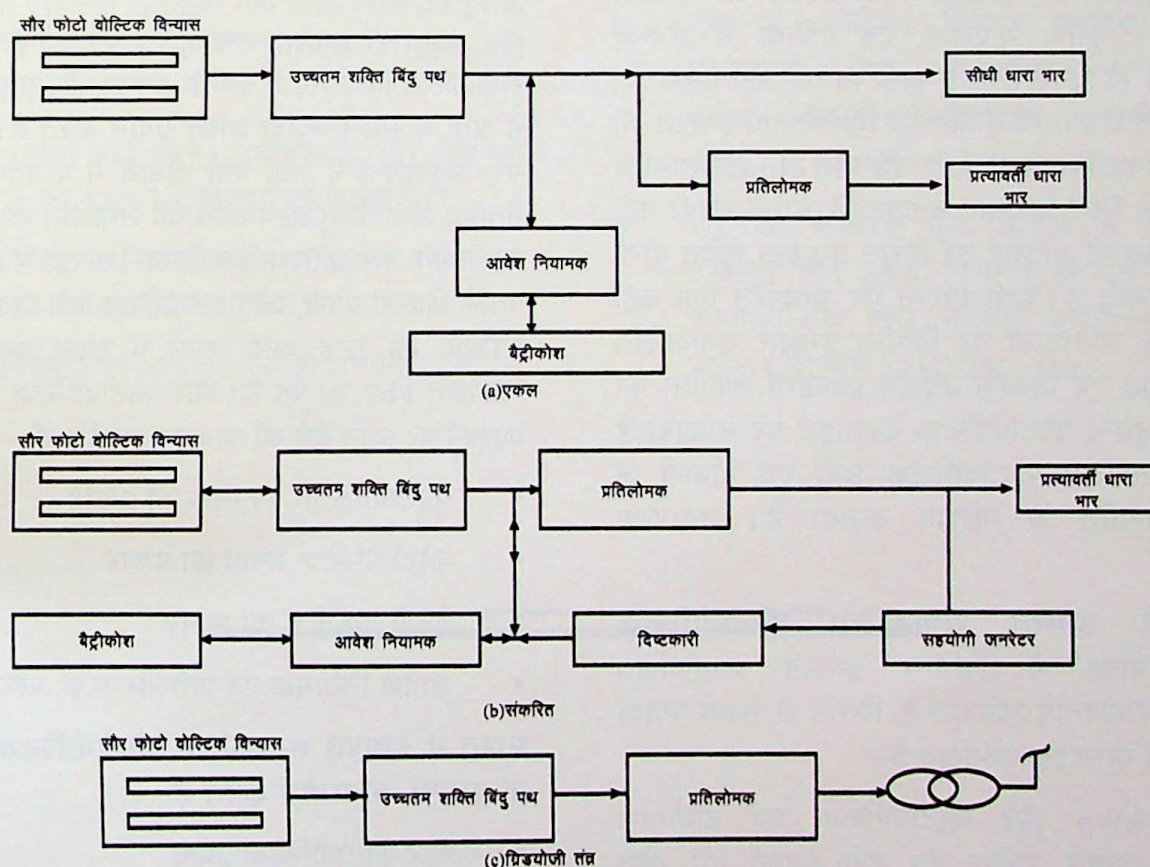 सौर फोटो वोल्टिक विन्यास
उच्चतम शक्ति बिंदु पथ
सीघी धारा भार
प्रतिलोमक
प्रत्यावर्ती धारा
भार
आवेश नियामक
बैट्रीकोश
(a)एकल
सौर फोटो वोल्टिक विन्यास
उच्चतम शक्ति बिंदु पथ
प्रतिलोमक
प्रत्यावर्ती धारा
भार
बैट्रीकोश
आवेश नियामक
दिष्टकारी
सहयोगी जनरेटर
(b)संकरित
सौर फोटो वोल्टिक विन्यास
उच्चतम शक्ति बिंदु पथ
प्रतिलोमक
(c)ग्रिडयोजी तंत्र